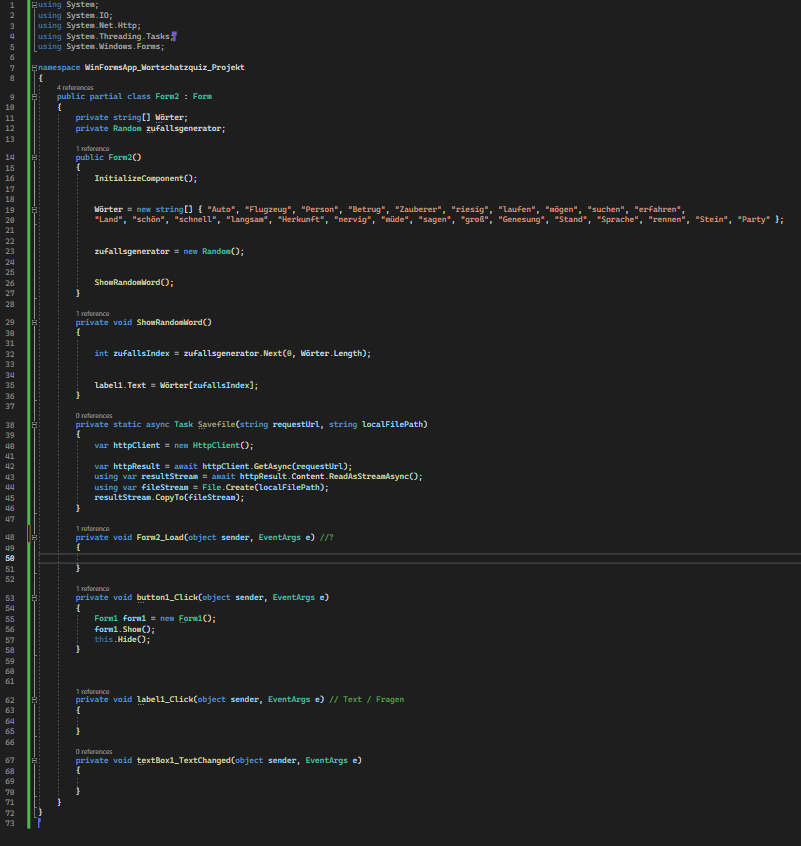 1 using System;
2 using System.IO;
3 using System.Net.Http;
4 using System.Threading.Tasks;
5 using System.Windows.Forms;
6
7 namespace WinFormsApp_Wortschatzquiz_Projekt
8 {
4 references
9 public partial class Form2 : Form
10 {
11 private string[] Wörter;
12 private Random zufallsgenerator;
13
1 reference
14 public Form2()
15 {
16 InitializeComponent();
17
18
19 Wörter = new string[] { "Auto", "Flugzeug", "Person", "Betrug", "Zauberer", "riesig", "laufen", "mögen", "suchen", "erfahren",
20 "Land", "schön", "schnell", "langsam", "Herkunft", "nervig", "müde", "sagen", "groß", "Genesung", "Stand", "Sprache", "rennen", "Stein", "Party" };
21
22
23 zufallsgenerator = new Random();
24
25
26 ShowRandomWord();
27 }
28
1 reference
29 private void ShowRandomWord()
30 {
31
32 int zufallsIndex = zufallsgenerator.Next(0, Wörter.Length);
33
34
35 label1.Text = Wörter[zufallsIndex];
36 }
37
0 references
38 private static async Task Savefile(string requestUrl, string localFilePath)
39 {
40 var httpClient = new HttpClient();
41
42 var httpResult = await httpClient.GetAsync(requestUrl);
43 using var resultStream = await httpResult.Content.ReadAsStreamAsync();
44 using var fileStream = File.Create(localFilePath);
45 resultStream.CopyTo(fileStream);
46 }
47
1 reference
48 private void Form2_Load(object sender, EventArgs e) //?
49 {
50
51 }
52
1 reference
53 private void button1_Click(object sender, EventArgs e)
54 {
55 Form1 form1 = new Form1();
56 form1.Show();
57 this.Hide();
58 }
59
60
61
1 reference
62 private void label1_Click(object sender, EventArgs e) // Text / Fragen
63 {
64
65 }
66
0 references
67 private void textBox1_TextChanged(object sender, EventArgs e)
68 {
69
70 }
71 }
72 }
73